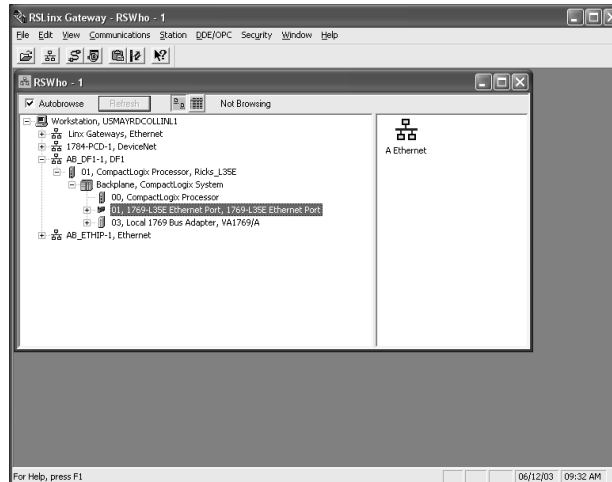 RSLinx Gateway - RSWho - 1
File Edit View Communications Station DDE/OPC Security Window Help
RSWho - 1
Autobrowse Refresh Not Browsing
Workstation, USMAYRDCOLLINL1
Linx Gateways, Ethernet
1784-PCD-1, DeviceNet
AB_DF1-1, DF1
01, CompactLogix Processor, Ricks_L35E
Backplane, CompactLogix System
00, CompactLogix Processor
01, 1769-L35E Ethernet Port, 1769-L35E Ethernet Port
03, Local 1769 Bus Adapter, VA1769/A
AB_ETHIP-1, Ethernet
A Ethernet
For Help, press F1 06/12/03 09:32 AM